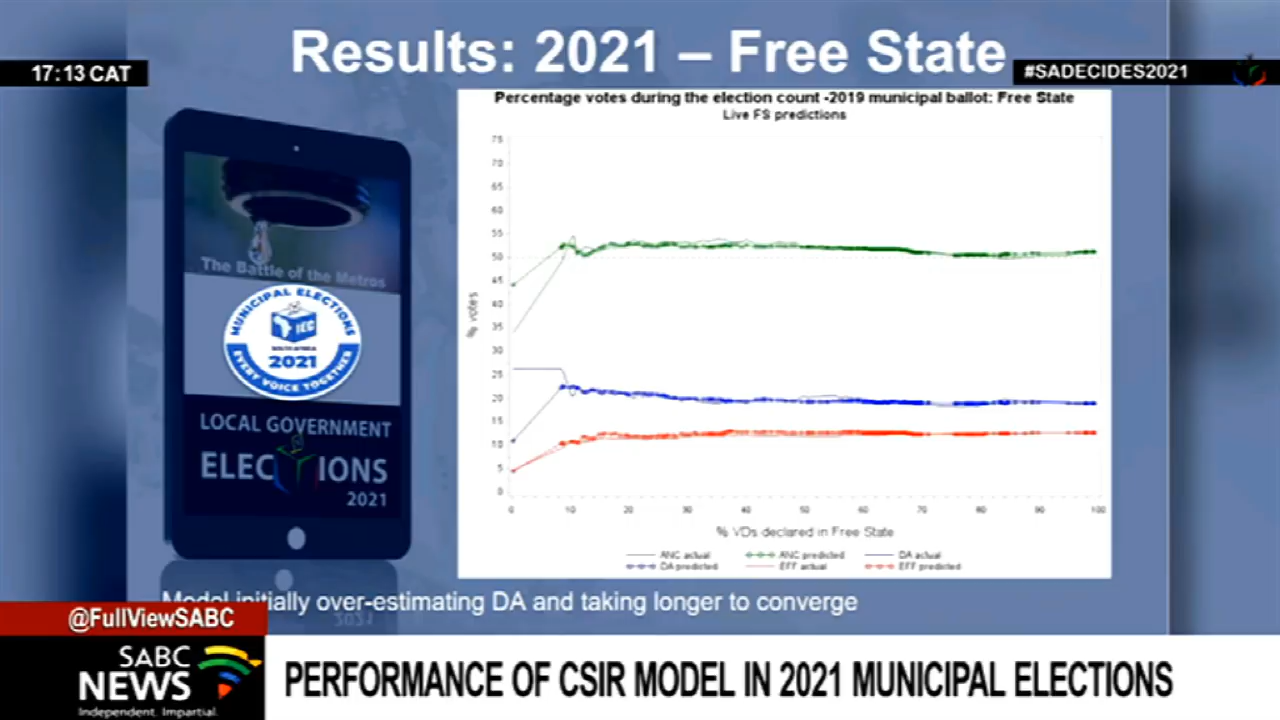 Results: 2021 – Free State
17:13 CAT
#SADECIDES2021
Percentage votes during the election count -2019 municipal ballot: Free State
Live FS predictions
75
70
65
60
55
50
45
40
35
30
25
20
15
10
5
0
% votes
0 10 20 30 40 50 60 70 80 90 100
% VDs declared in Free State
ANC actual ANC predicted DA actual
DA predicted EFF actual EFF predicted
The Battle of the Metros
MUNICIPAL ELECTIONS
IEC
SOUTH AFRICA
2021
EVERY VOICE TOGETHER
LOCAL GOVERNMENT
ELECTIONS
2021
Model initially over-estimating DA and taking longer to converge
@FullViewSABC
SABC
NEWS
Independent. Impartial.
PERFORMANCE OF CSIR MODEL IN 2021 MUNICIPAL ELECTIONS